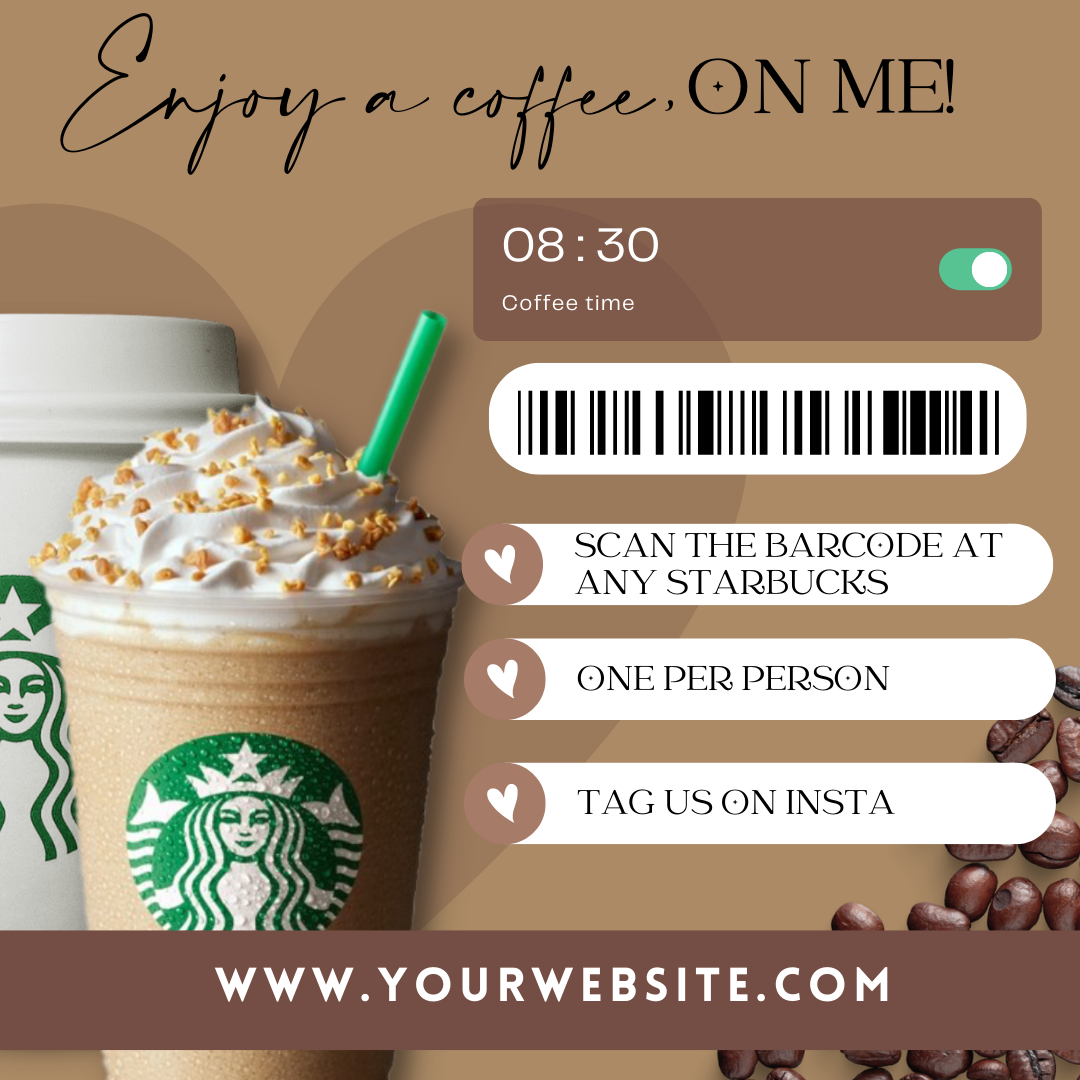 Enjoy a coffee, ON ME!
08:30
Coffee time
SCAN THE BARCODE AT
ANY STARBUCKS
ONE PER PERSON
TAG US ON INSTA
WWW.YOURWEBSITE.COM